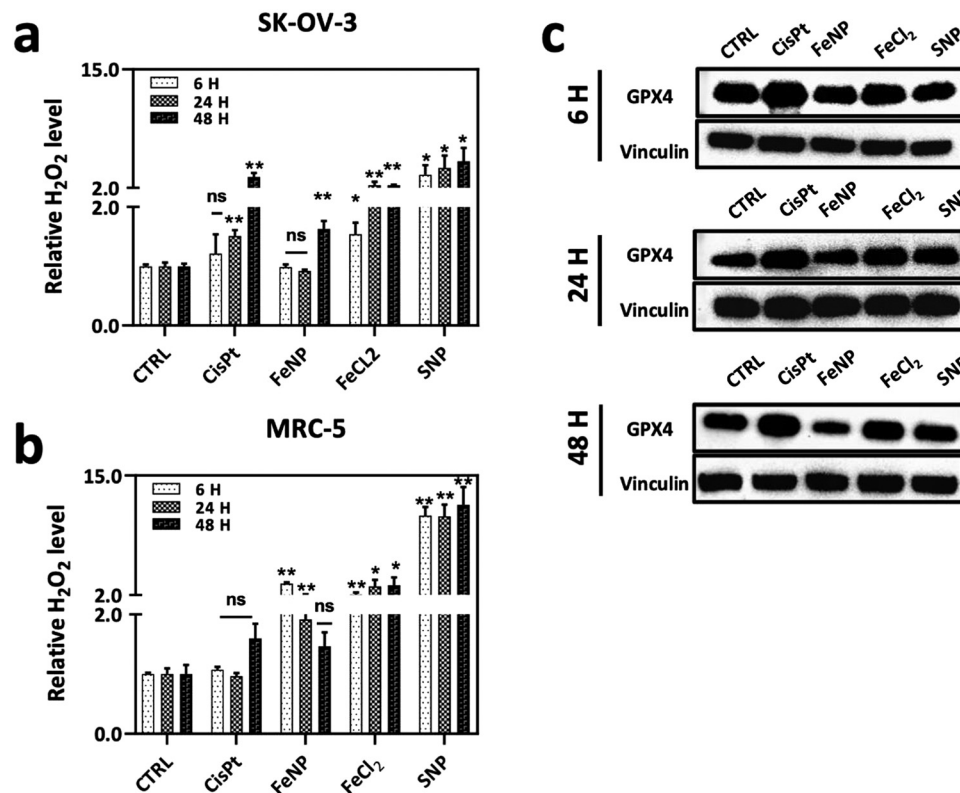 a
SK-OV-3
Relative H₂O₂ level
15.0
2.0
2.0
0.0
6 H
24 H
48 H
ns
**
**
ns
**
*
**
**
*
*
*
CTRL
CisPt
FeNP
FeCL2
SNP
b
MRC-5
Relative H₂O₂ level
15.0
2.0
2.0
0.0
6 H
24 H
48 H
ns
**
**
ns
**
*
*
**
**
**
CTRL
CisPt
FeNP
FeCl₂
SNP
c
CTRL CisPt FeNP FeCl₂ SNP
6 H
GPX4
Vinculin
CTRL CisPt FeNP FeCl₂ SNP
24 H
GPX4
Vinculin
CTRL CisPt FeNP FeCl₂ SNP
48 H
GPX4
Vinculin